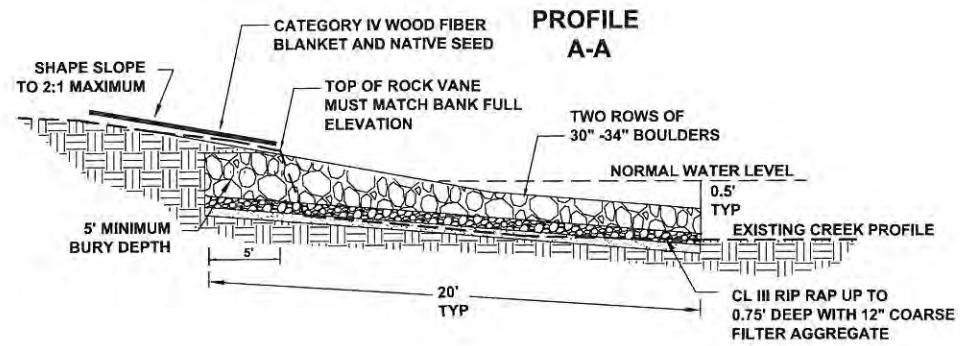 PROFILE
A-A
CATEGORY IV WOOD FIBER
BLANKET AND NATIVE SEED
SHAPE SLOPE
TO 2:1 MAXIMUM
TOP OF ROCK VANE
MUST MATCH BANK FULL
ELEVATION
TWO ROWS OF
30" -34" BOULDERS
NORMAL WATER LEVEL
0.5'
TYP
5' MINIMUM
BURY DEPTH
EXISTING CREEK PROFILE
5'
20'
TYP
CL III RIP RAP UP TO
0.75' DEEP WITH 12" COARSE
FILTER AGGREGATE